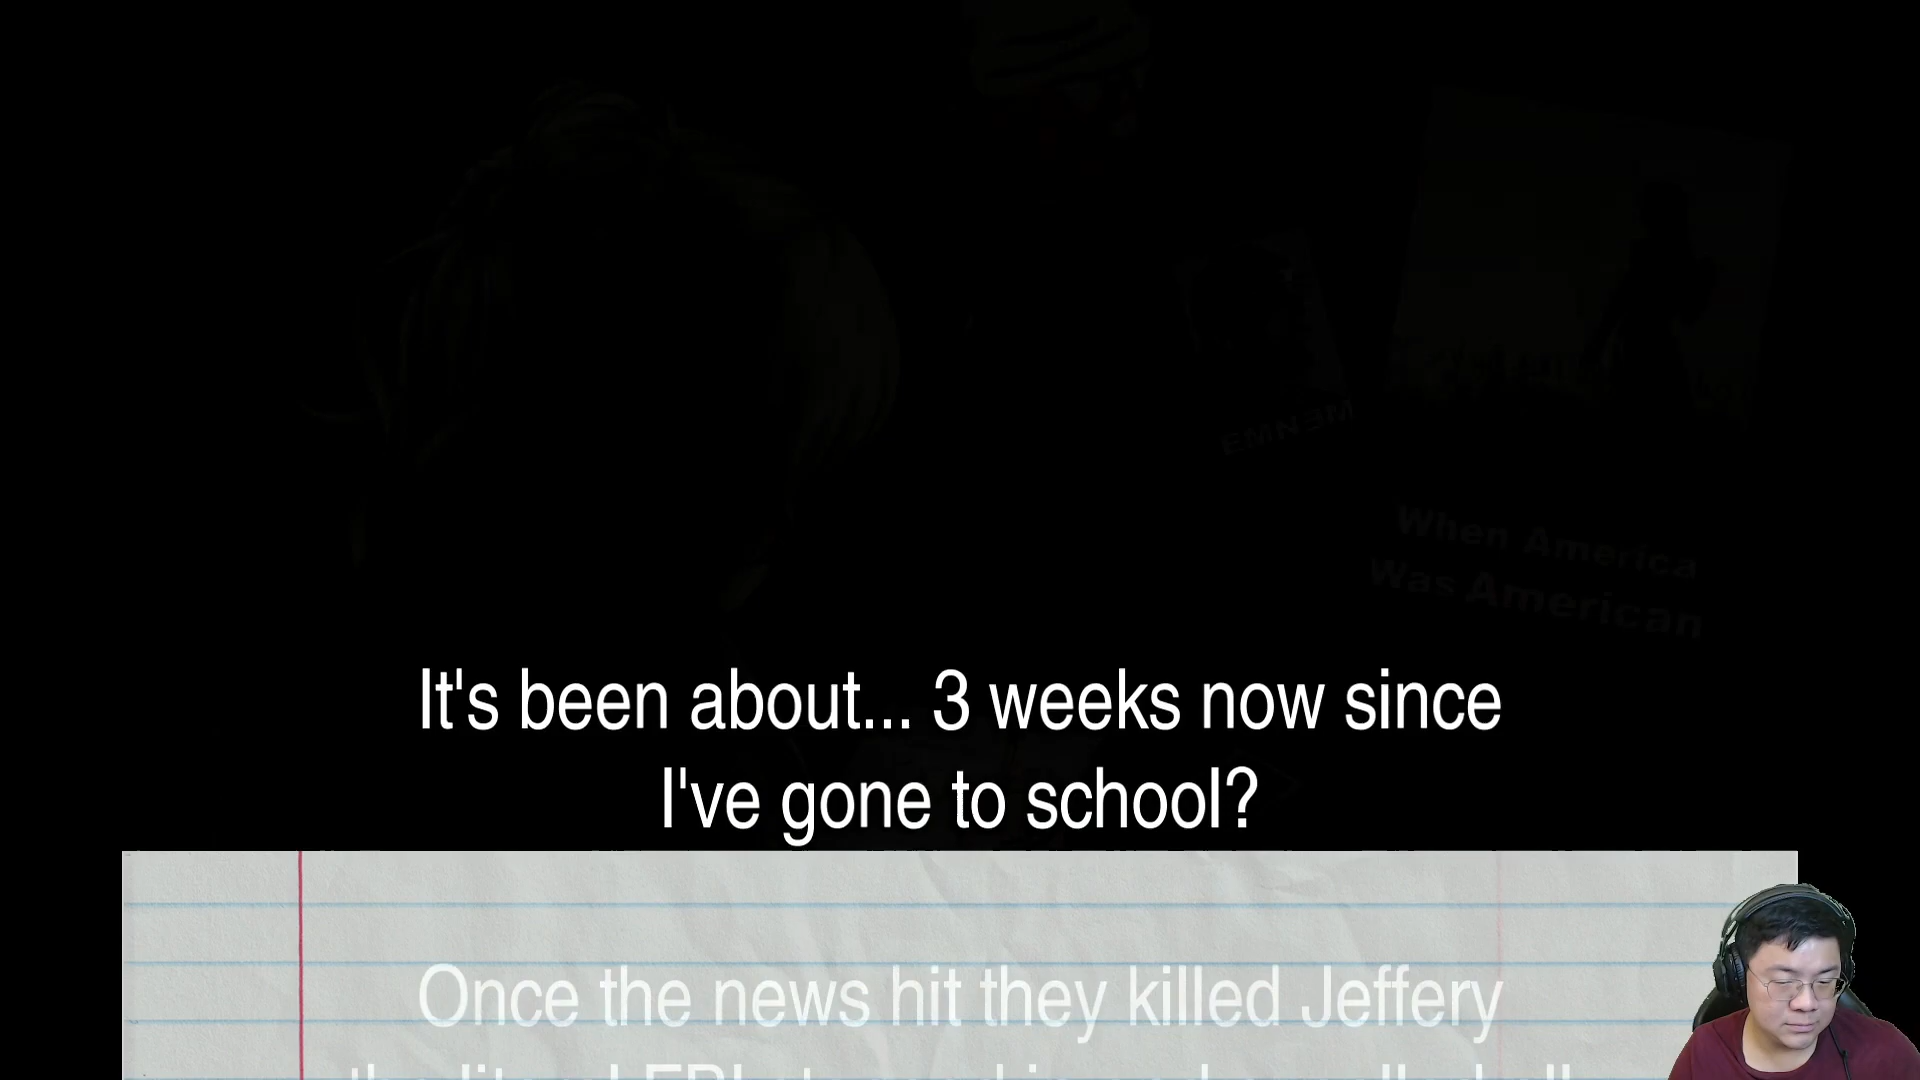 EMN3M
When America
Was American
It's been about... 3 weeks now since
I've gone to school?
Once the news hit they killed Jeffery